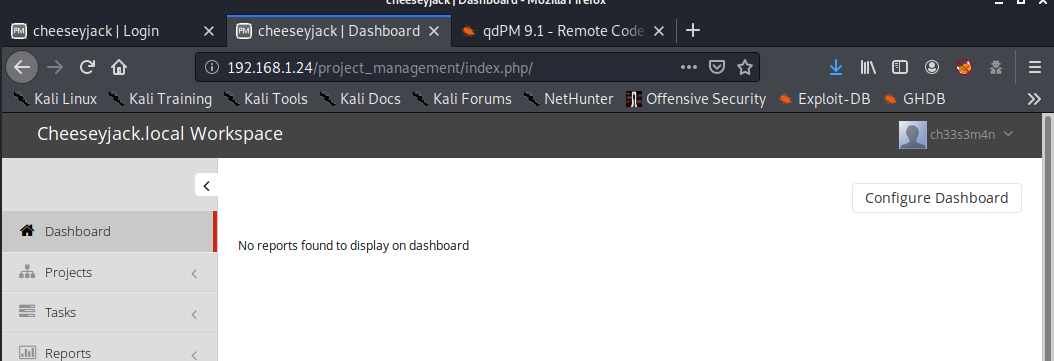 cheeseyjack | Dashboard - Mozilla Firefox
cheeseyjack | Login cheeseyjack | Dashboard qdPM 9.1 - Remote Code
192.168.1.24/project_management/index.php/
Kali Linux Kali Training Kali Tools Kali Docs Kali Forums NetHunter Offensive Security Exploit-DB GHDB
Cheeseyjack.local Workspace ch33s3m4n
Configure Dashboard
Dashboard
No reports found to display on dashboard
Projects
Tasks
Reports